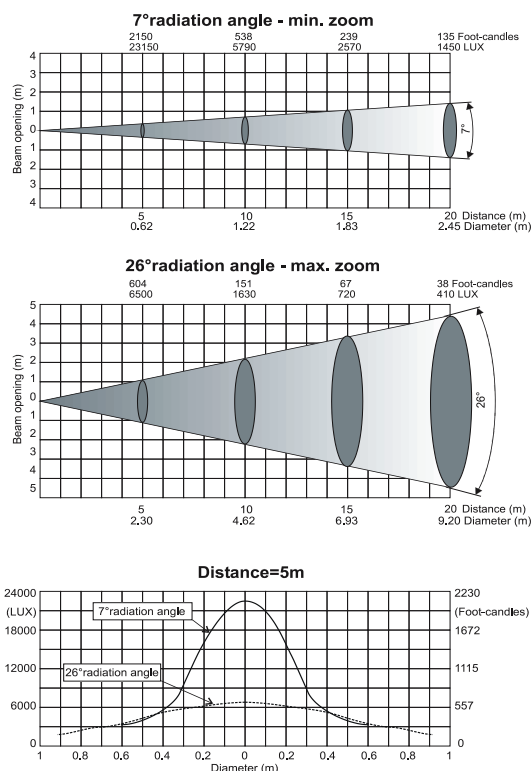 7°radiation angle - min. zoom
2150 538 239 135 Foot-candles
23150 5790 2570 1450 LUX
Beam opening (m)
4
3
2
1
0
1
2
3
4
7°
5 10 15 20 Distance (m)
0.62 1.22 1.83 2.45 Diameter (m)
26°radiation angle - max. zoom
604 151 67 38 Foot-candles
6500 1630 720 410 LUX
Beam opening (m)
5
4
3
2
1
0
1
2
3
4
5
26°
5 10 15 20 Distance (m)
2.30 4.62 6.93 9.20 Diameter (m)
Distance=5m
24000 2230
(LUX) 7°radiation angle (Foot-candles)
18000 1672
12000 1115
26°radiation angle
6000 557
0 0
1 0,8 0.6 0.4 0.2 0 0.2 0.4 0.6 0.8 1
Diameter (m)